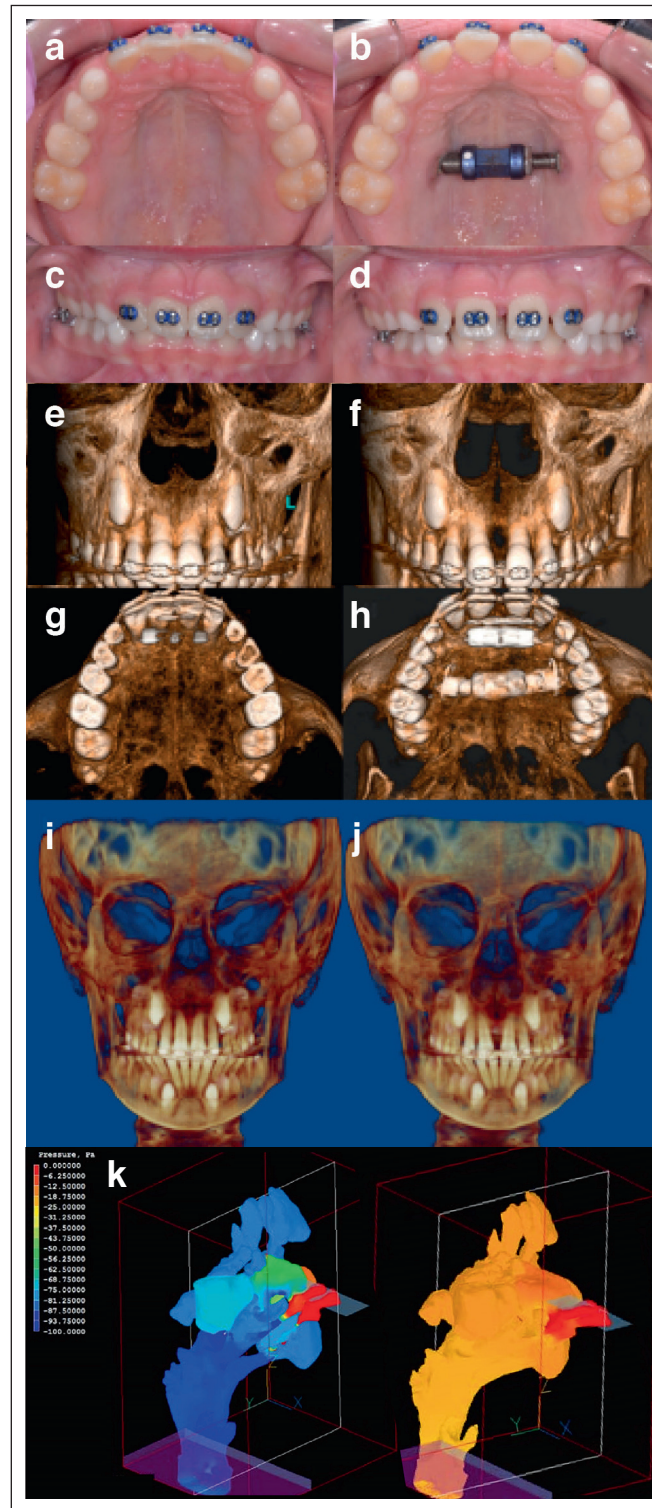 a
b
c
d
e
f
L
g
h
i
j
k
Pressure, Pa
0.000000
-6.250000
-12.50000
-18.75000
-25.00000
-31.25000
-37.50000
-43.75000
-50.00000
-56.25000
-62.50000
-68.75000
-75.00000
-81.25000
-87.50000
-93.75000
-100.0000
Z
Y
X
Z
Y
X